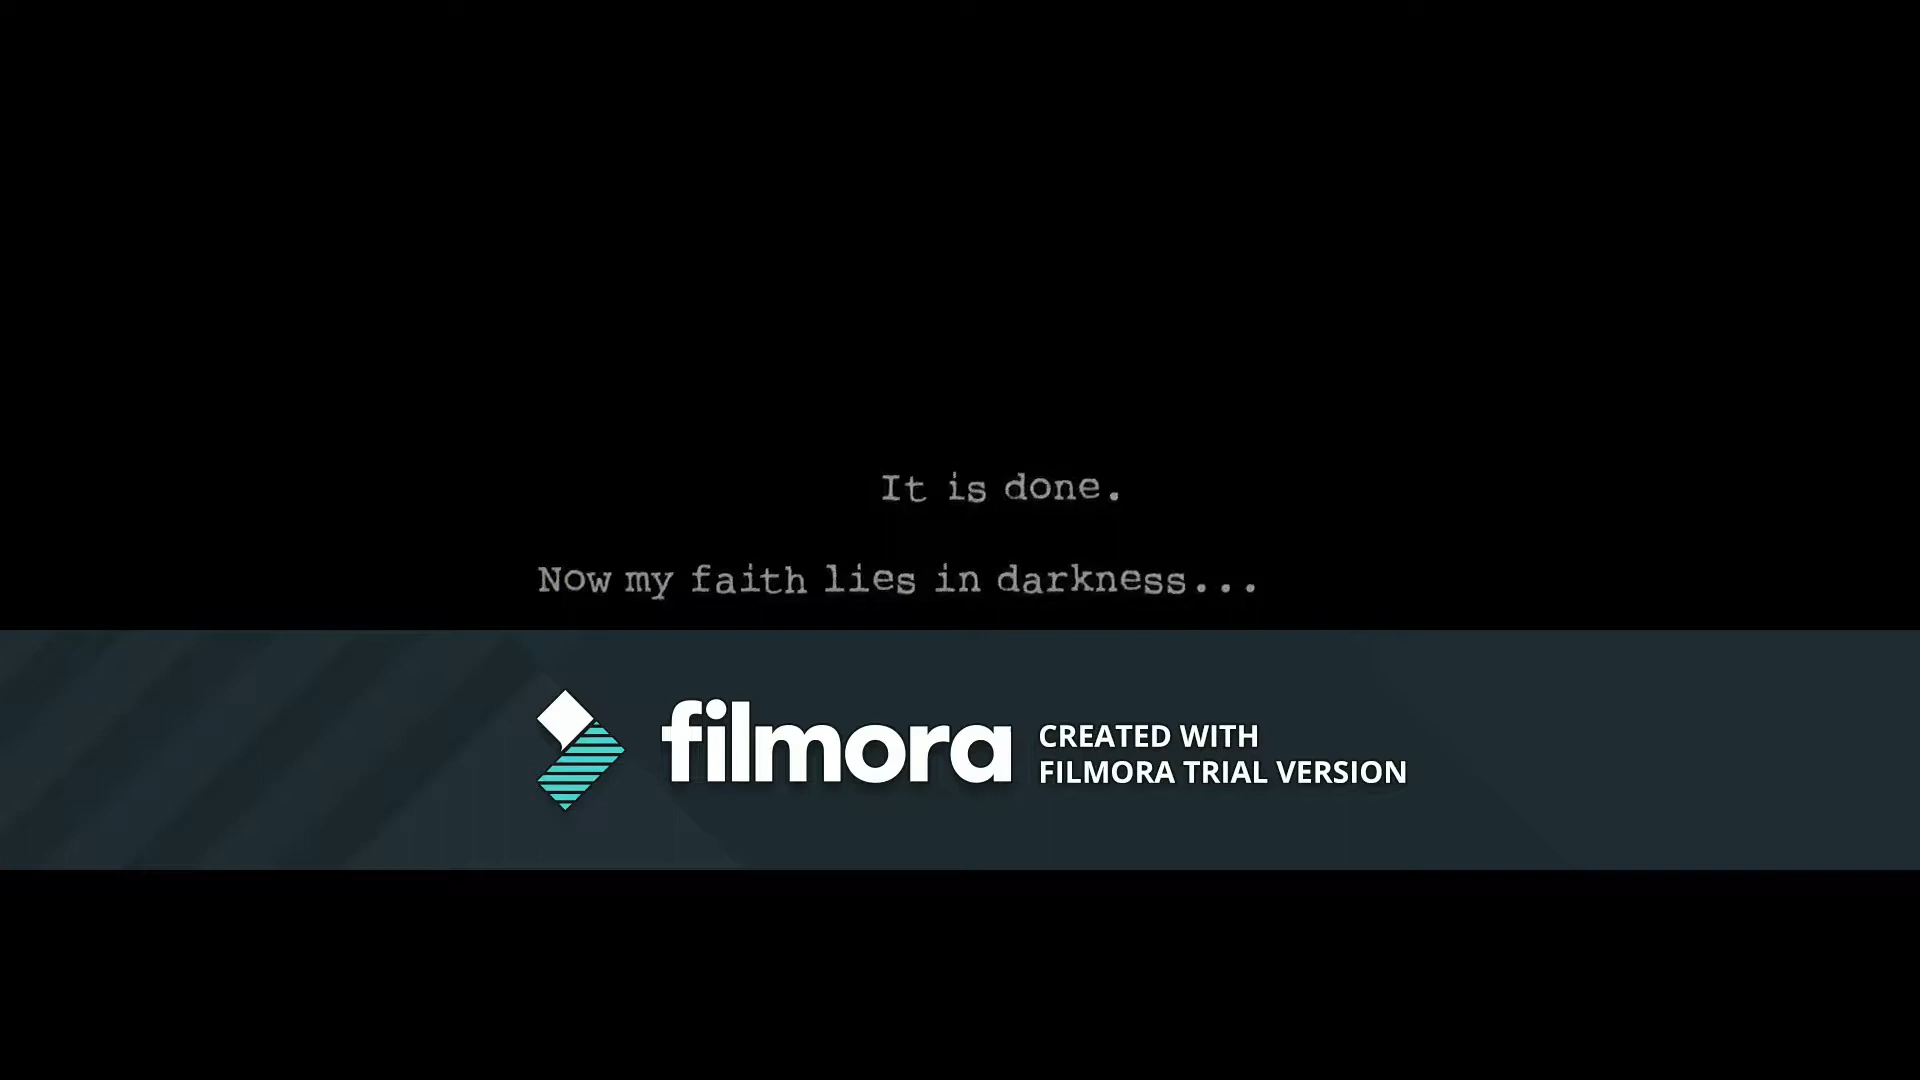 It is done.
Now my faith lies in darkness...
filmora
CREATED WITH
FILMORA TRIAL VERSION